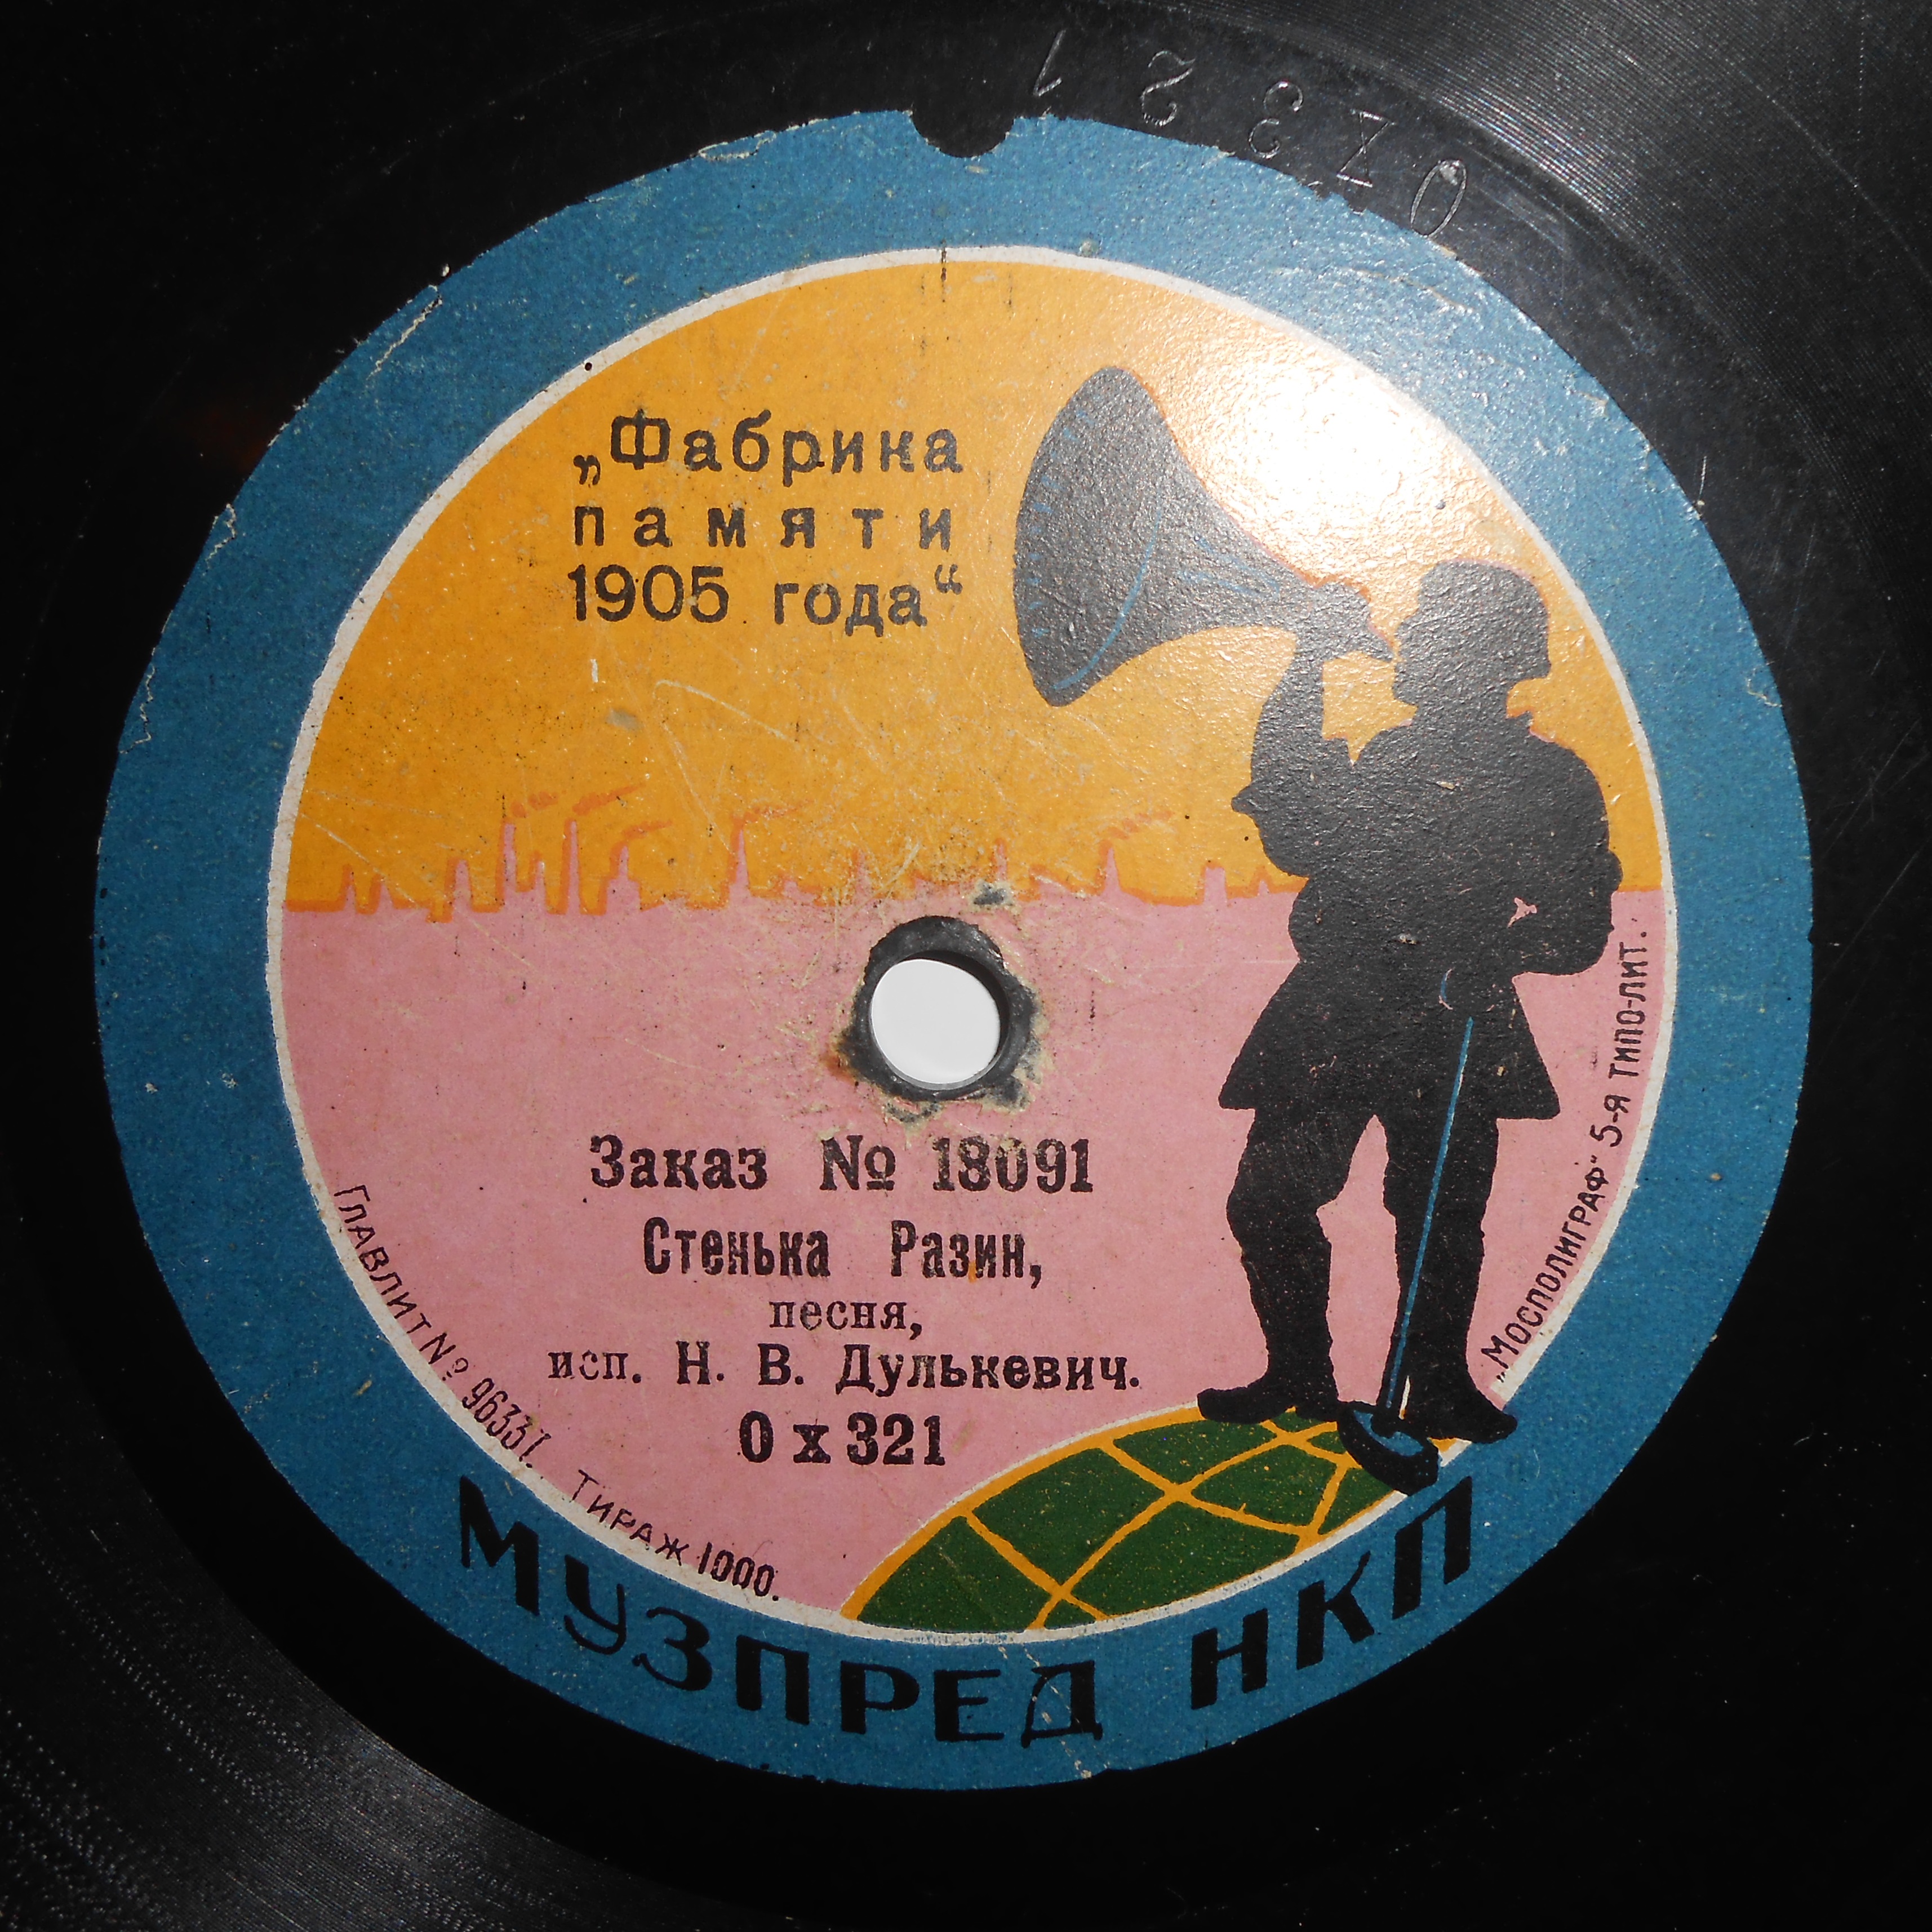 0x321
„Фабрика
памяти
1905 года“
Заказ № 18091
Стенька Разин,
песня,
исп. Н. В. Дулькевич.
0 x 321
Главлит № 96331. Тираж 1000.
„Мосполиграф“ 5-я типо-лит.
МУЗПРЕД НКП